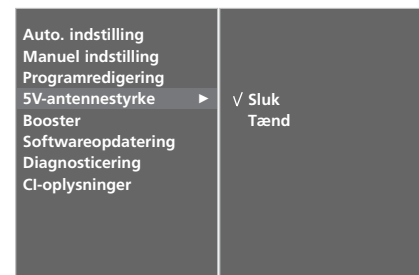 Auto. indstilling
Manuel indstilling
Programredigering
5V-antennestyrke ►
Booster
Softwareopdatering
Diagnosticering
CI-oplysninger
√ Sluk
Tænd